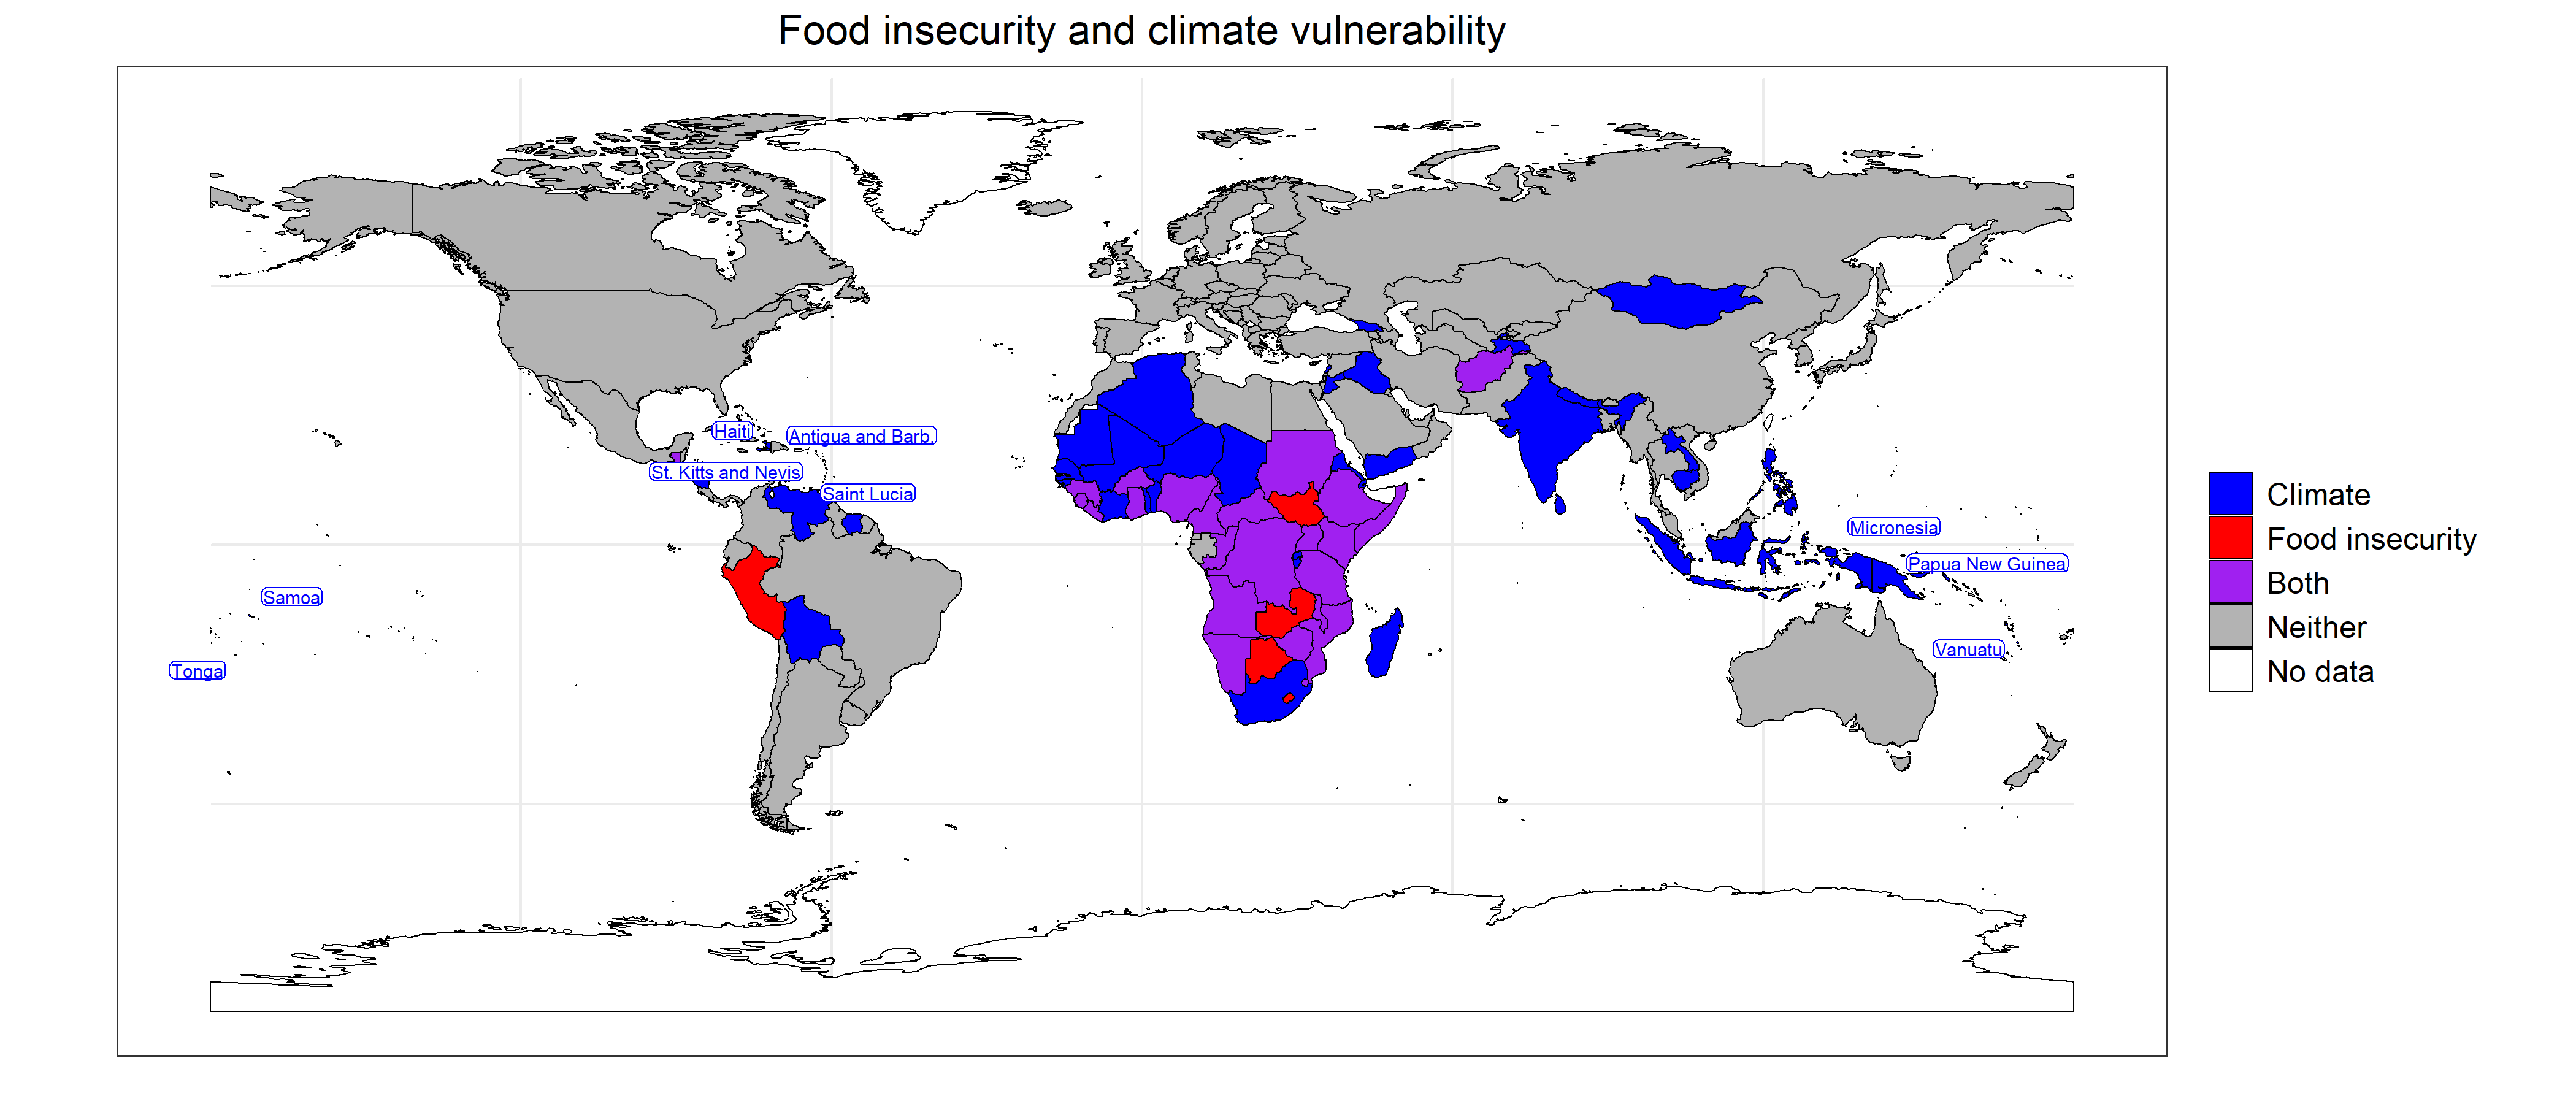 Food insecurity and climate vulnerability
Haiti
Antigua and Barb.
St. Kitts and Nevis
Saint Lucia
Micronesia
Papua New Guinea
Samoa
Vanuatu
Tonga
Climate
Food insecurity
Both
Neither
No data